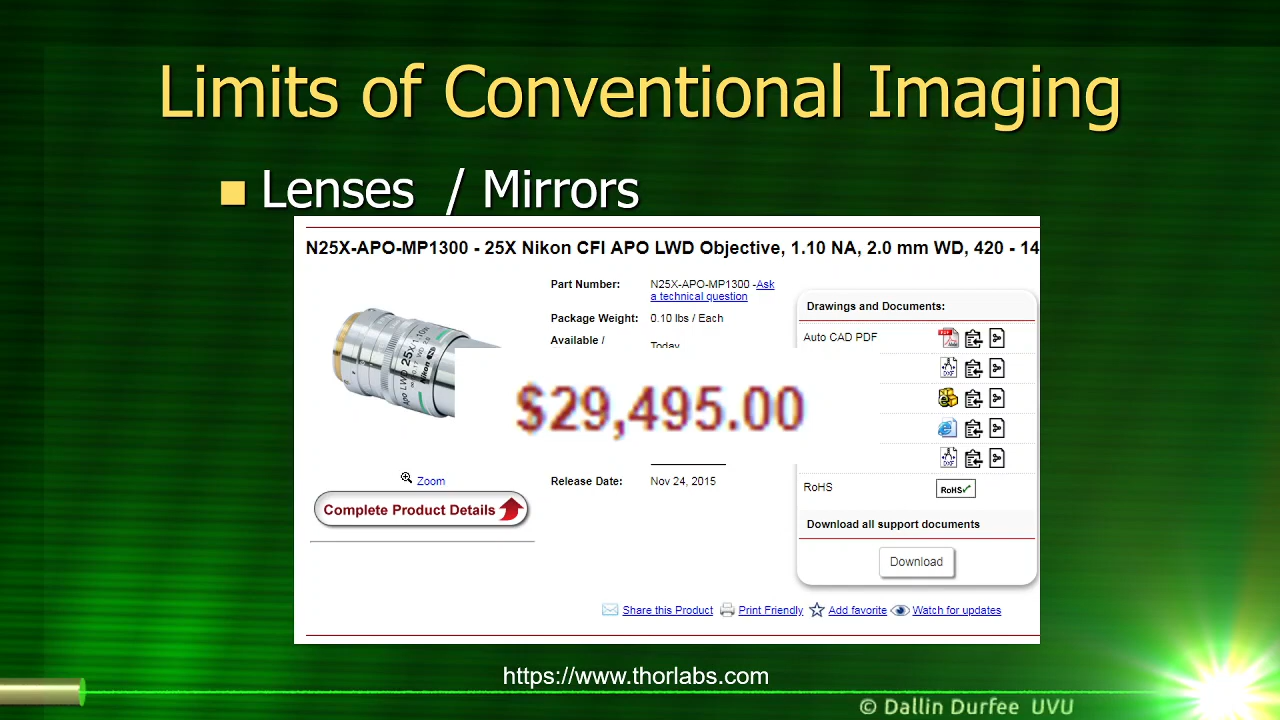 Limits of Conventional Imaging
Lenses / Mirrors
N25X-APO-MP1300 - 25X Nikon CFI APO LWD Objective, 1.10 NA, 2.0 mm WD, 420 - 14
Part Number: N25X-APO-MP1300 -Ask
a technical question
Package Weight: 0.10 lbs / Each
Available /
Today
$29,495.00
Release Date: Nov 24, 2015
Zoom
Complete Product Details
Drawings and Documents:
Auto CAD PDF
RoHS
RoHS
Download all support documents
Download
Share this Product
Print Friendly
Add favorite
Watch for updates
https://www.thorlabs.com
© Dallin Durfee UVU